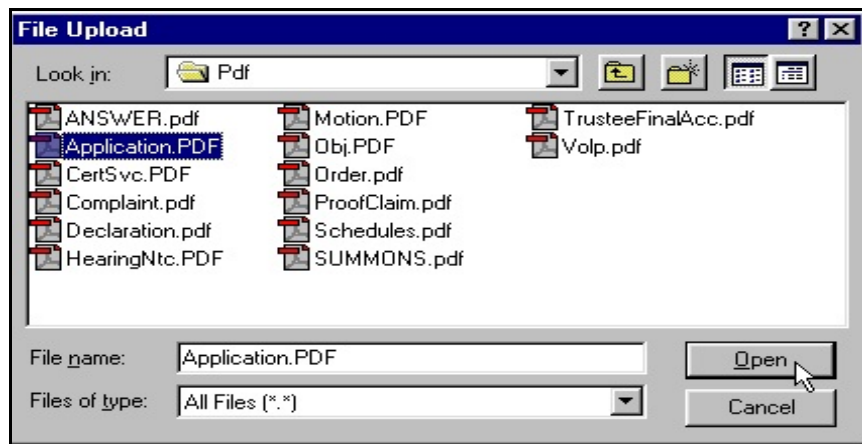 File Upload
Look in: Pdf
ANSWER.pdf
Application.PDF
CertSvc.PDF
Complaint.pdf
Declaration.pdf
HearingNtc.PDF
Motion.PDF
Obj.PDF
Order.pdf
ProofClaim.pdf
Schedules.pdf
SUMMONS.pdf
TrusteeFinalAcc.pdf
Volp.pdf
File name: Application.PDF
Open
Files of type: All Files (*.*)
Cancel